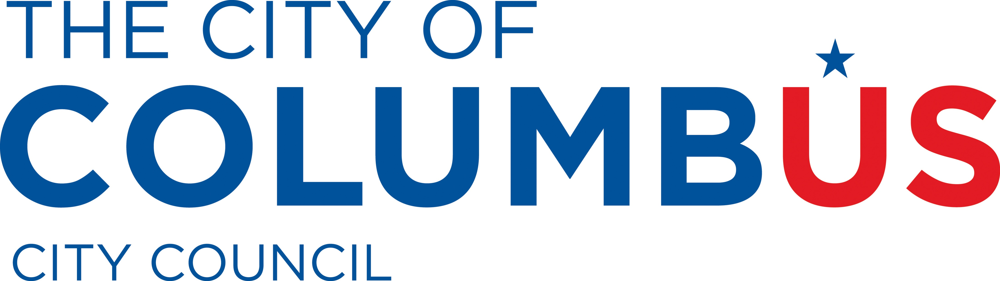 THE CITY OF
COLUMBUS
CITY COUNCIL